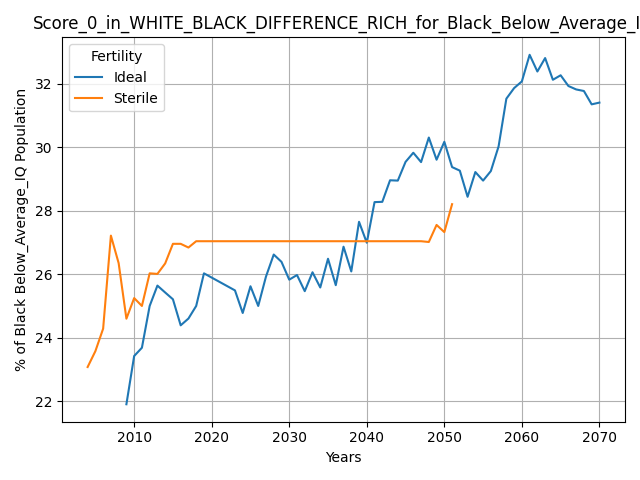 Score_0_in_WHITE_BLACK_DIFFERENCE_RICH_for_Black_Below_Average_I
Fertility
Ideal
Sterile
% of Black Below_Average_IQ Population
32
30
28
26
24
22
2010 2020 2030 2040 2050 2060 2070
Years